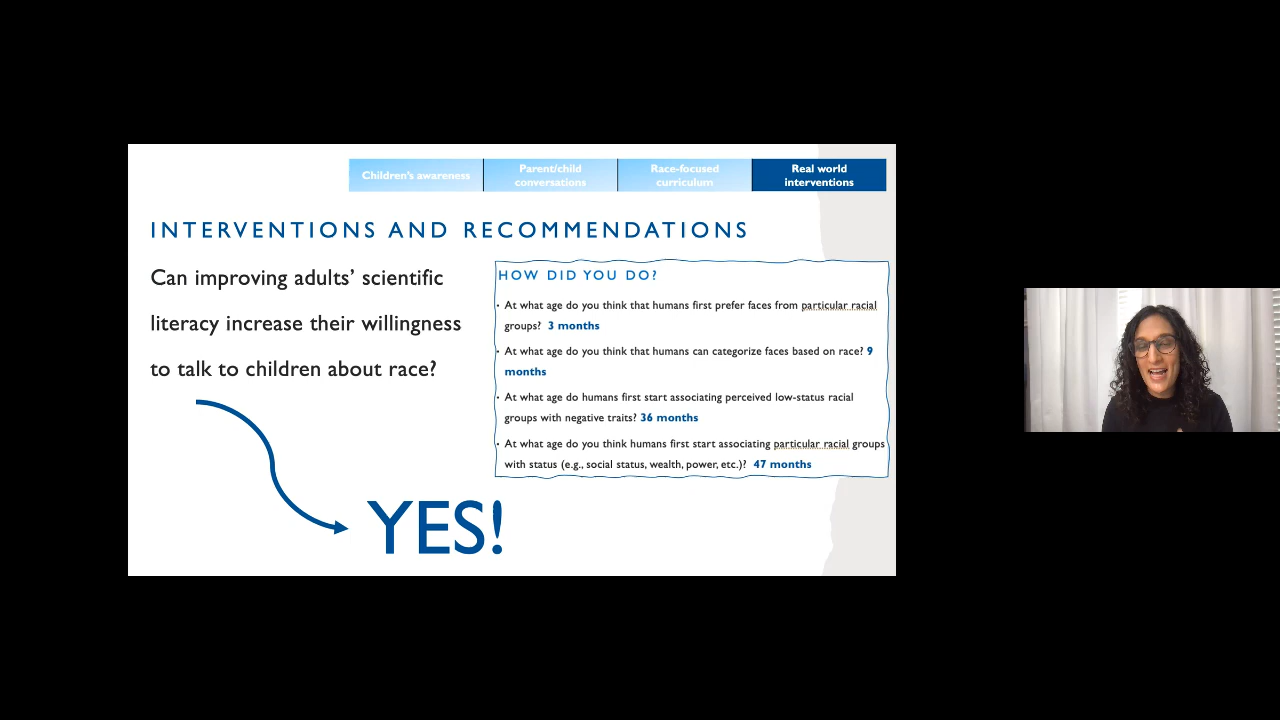 Children's awareness
Parent/child
conversations
Race-focused
curriculum
Real world
interventions
INTERVENTIONS AND RECOMMENDATIONS
Can improving adults' scientific
literacy increase their willingness
to talk to children about race?
YES!
HOW DID YOU DO?
• At what age do you think that humans first prefer faces from particular racial
groups? 3 months
• At what age do you think that humans can categorize faces based on race? 9
months
• At what age do humans first start associating perceived low-status racial
groups with negative traits? 36 months
• At what age do you think humans first start associating particular racial groups
with status (e.g., social status, wealth, power, etc.)? 47 months